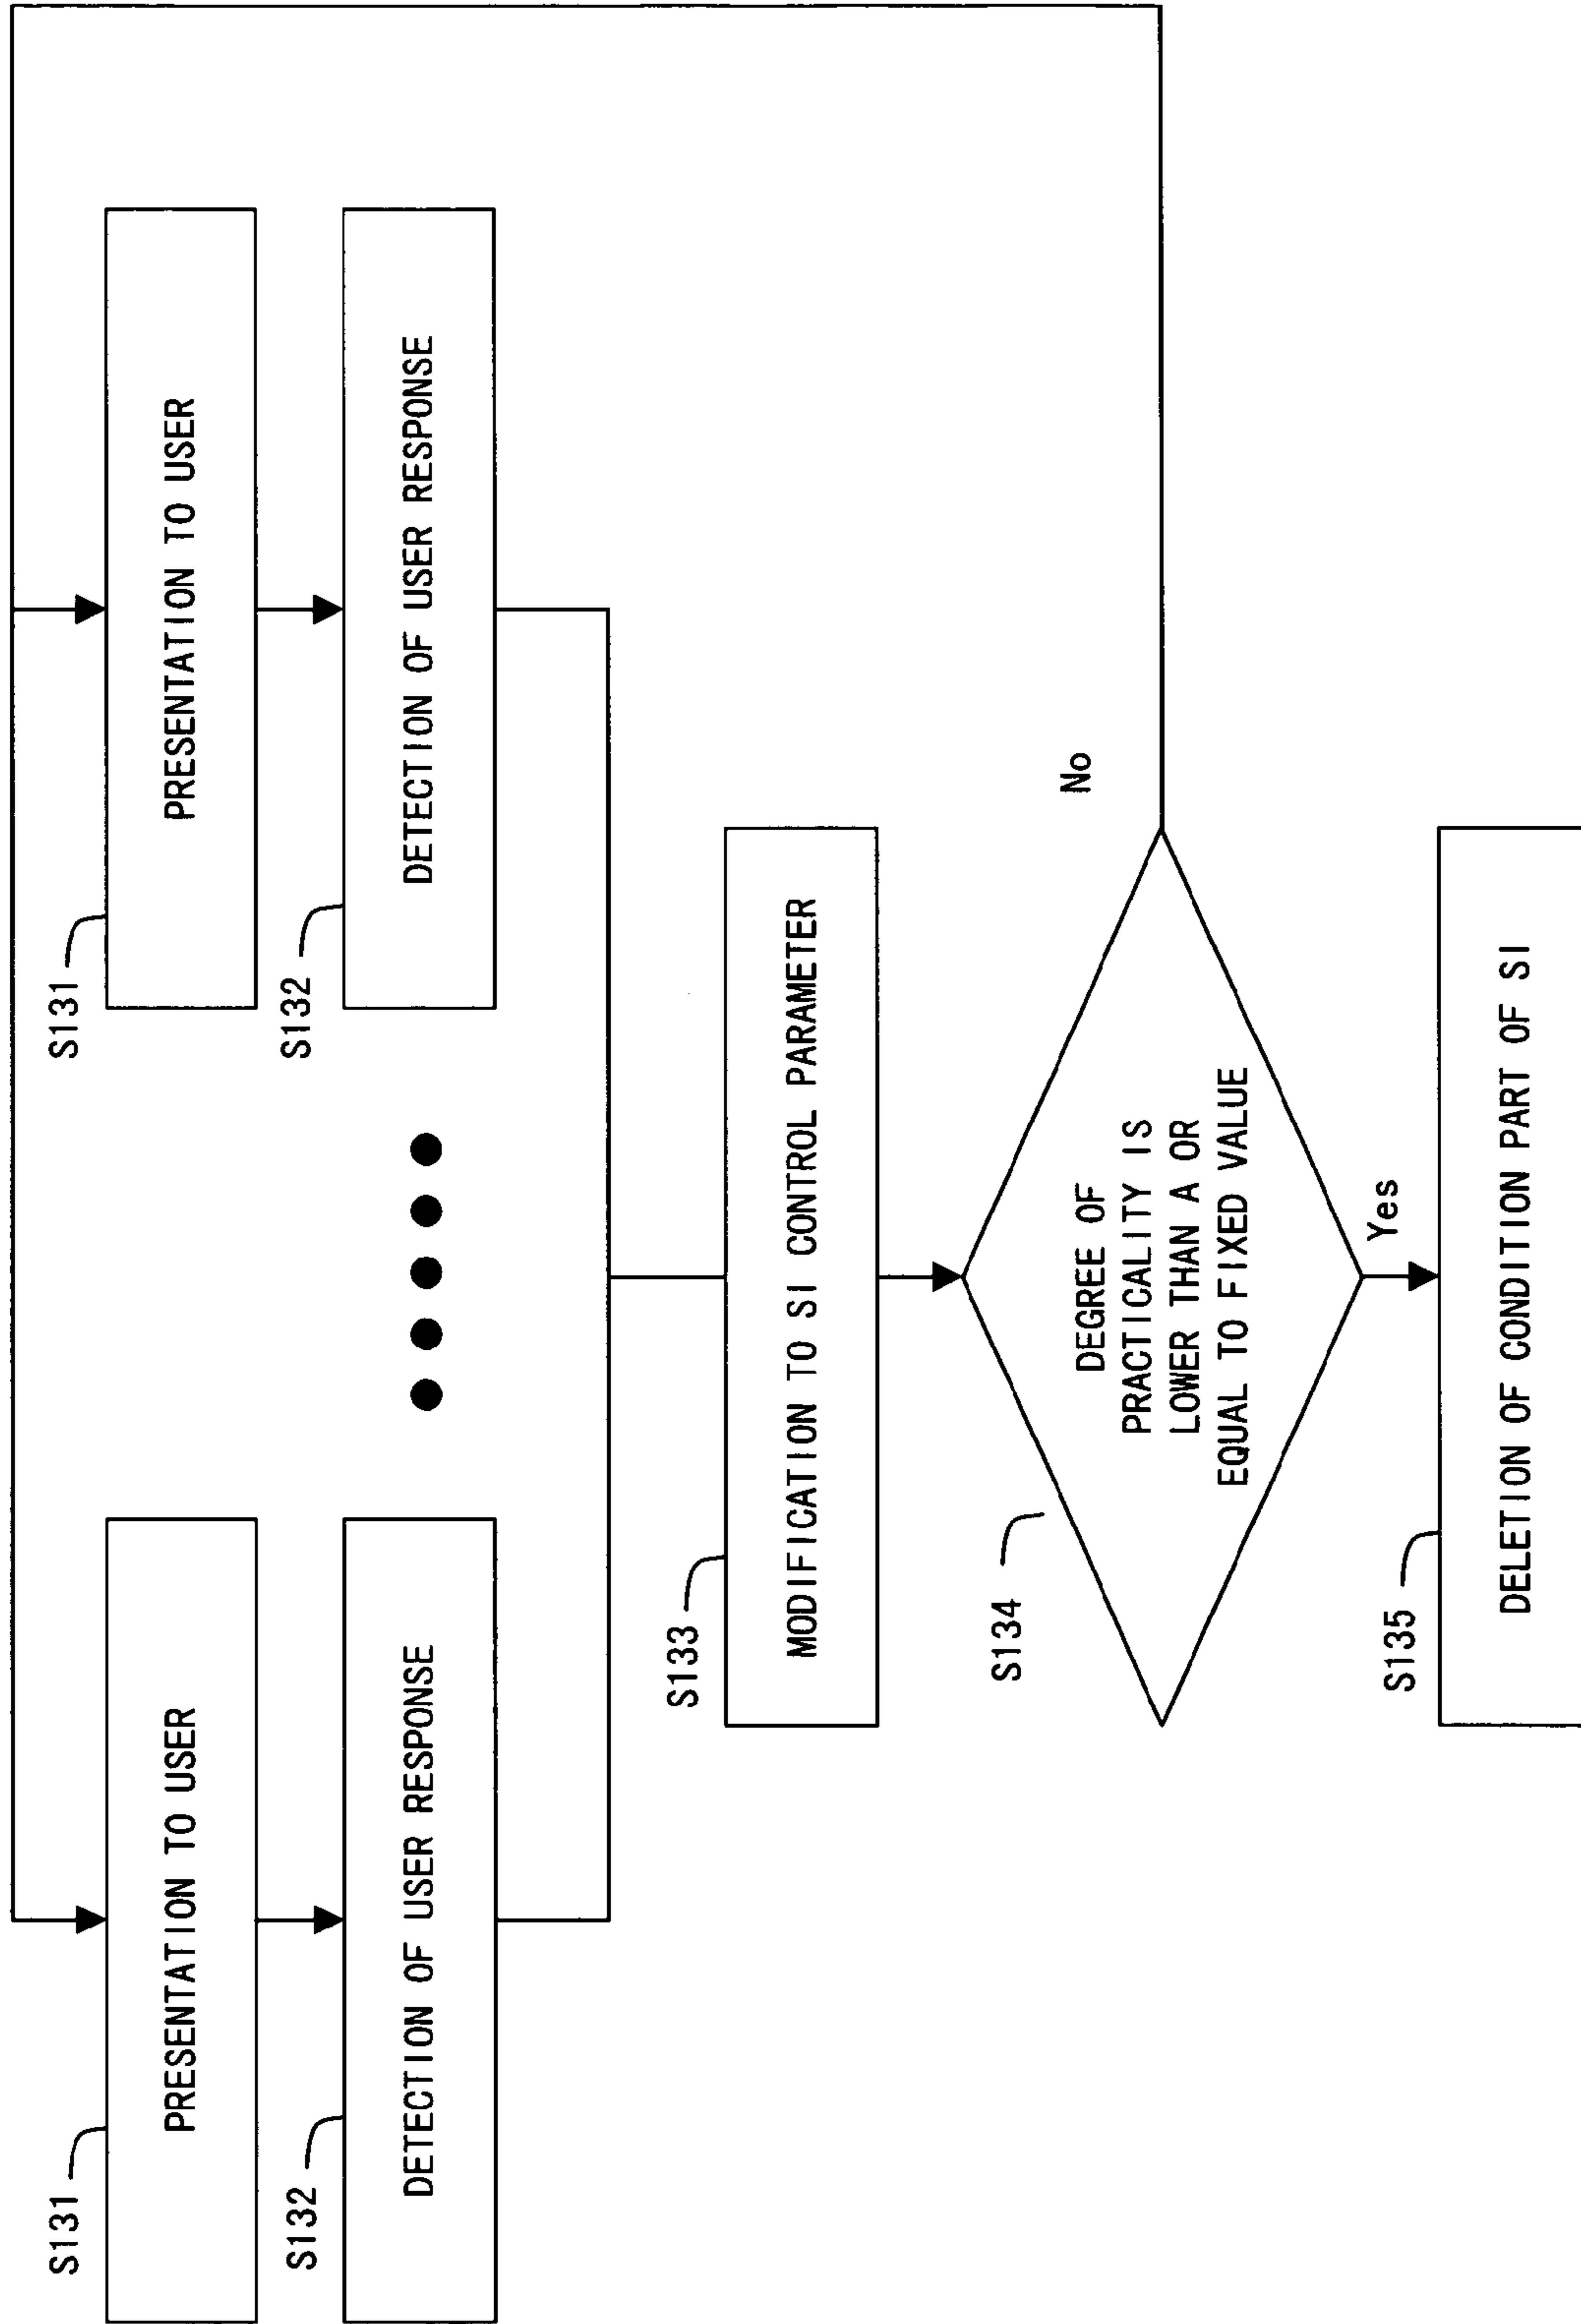 S131
PRESENTATION TO USER
S131
PRESENTATION TO USER
S132
DETECTION OF USER RESPONSE
S132
DETECTION OF USER RESPONSE
S133
MODIFICATION TO SI CONTROL PARAMETER
S134
DEGREE OF
PRACTICALITY IS
LOWER THAN A OR
EQUAL TO FIXED VALUE
No
Yes
S135
DELETION OF CONDITION PART OF SI